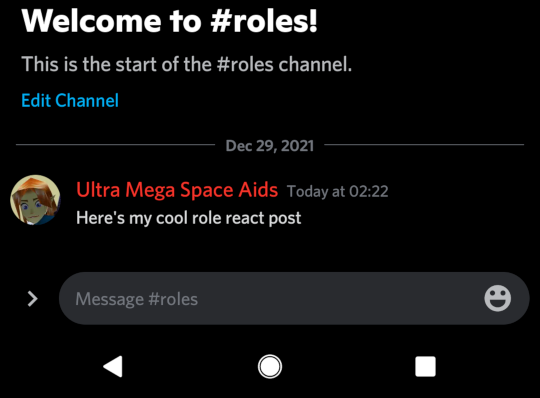 Welcome to #roles!
This is the start of the #roles channel.
Edit Channel
Dec 29, 2021
Ultra Mega Space Aids Today at 02:22
Here's my cool role react post
Message #roles